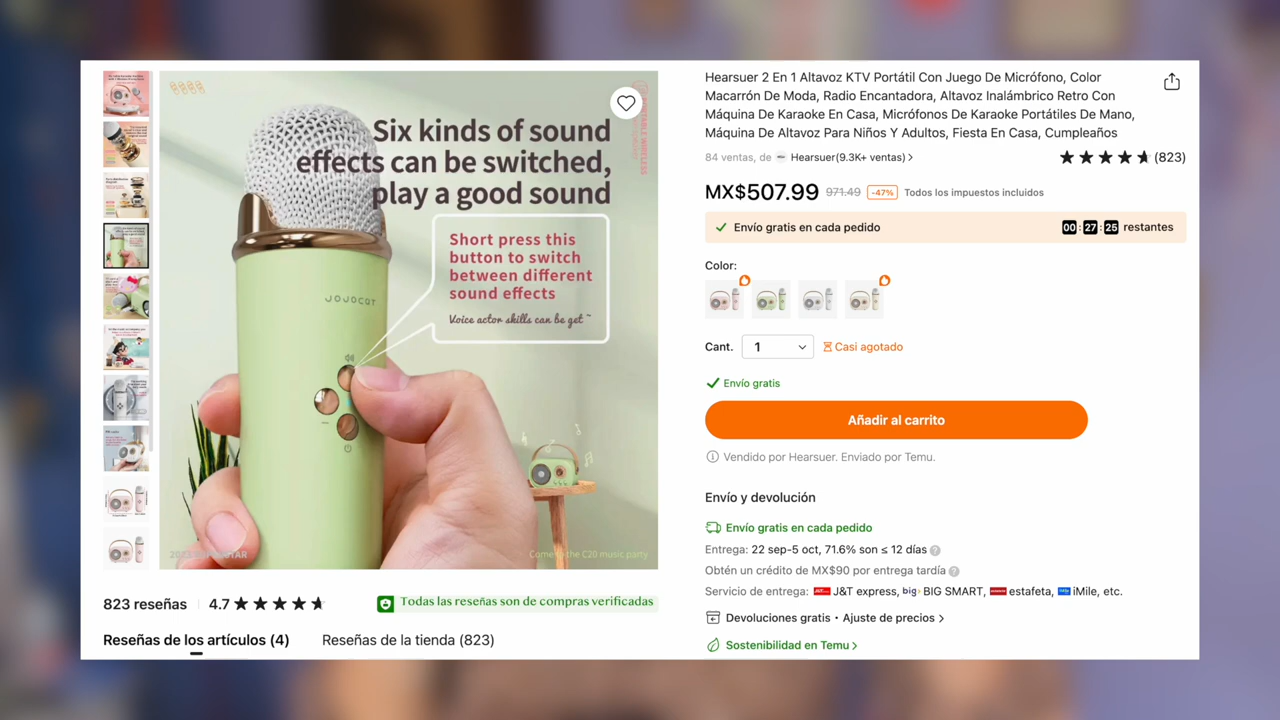 Six kinds of sound
effects can be switched,
play a good sound
Short press this
button to switch
between different
sound effects
Voice actor skills can be get ~
JOJOCOT
Come to the C20 music party
823 reseñas
4.7
Todas las reseñas son de compras verificadas
Reseñas de los artículos (4)
Reseñas de la tienda (823)
Hearsuer 2 En 1 Altavoz KTV Portátil Con Juego De Micrófono, Color
Macarrón De Moda, Radio Encantadora, Altavoz Inalámbrico Retro Con
Máquina De Karaoke En Casa, Micrófonos De Karaoke Portátiles De Mano,
Máquina De Altavoz Para Niños Y Adultos, Fiesta En Casa, Cumpleaños
84 ventas, de Hearsuer(9.3K+ ventas)
(823)
MX$507.99 971.49 -47% Todos los impuestos incluidos
Envío gratis en cada pedido 00:27:25 restantes
Color:
Cant. 1 Casi agotado
Envío gratis
Añadir al carrito
Vendido por Hearsuer. Enviado por Temu.
Envío y devolución
Envío gratis en cada pedido
Entrega: 22 sep-5 oct, 71.6% son ≤ 12 días
Obtén un crédito de MX$90 por entrega tardía
Servicio de entrega: J&T express, big BIG SMART, estafeta, iMile, etc.
Devoluciones gratis • Ajuste de precios
Sostenibilidad en Temu